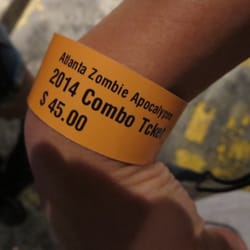 Atlanta Zombie Apocalypse
2014 Combo Tcket
$ 45.00